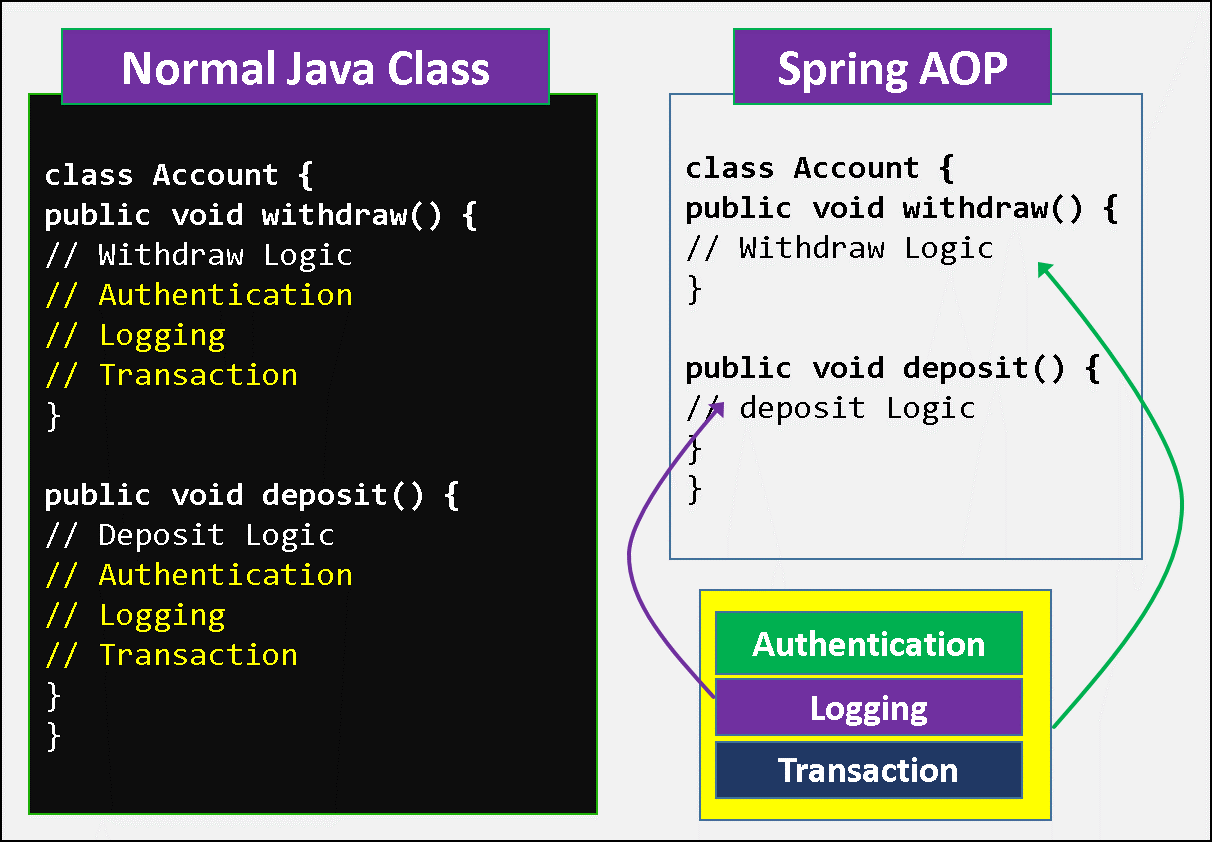 Normal Java Class
class Account {
public void withdraw() {
// Withdraw Logic
// Authentication
// Logging
// Transaction
}
public void deposit() {
// Deposit Logic
// Authentication
// Logging
// Transaction
}
}
Spring AOP
class Account {
public void withdraw() {
// Withdraw Logic
}
public void deposit() {
// deposit Logic
}
}
Authentication
Logging
Transaction